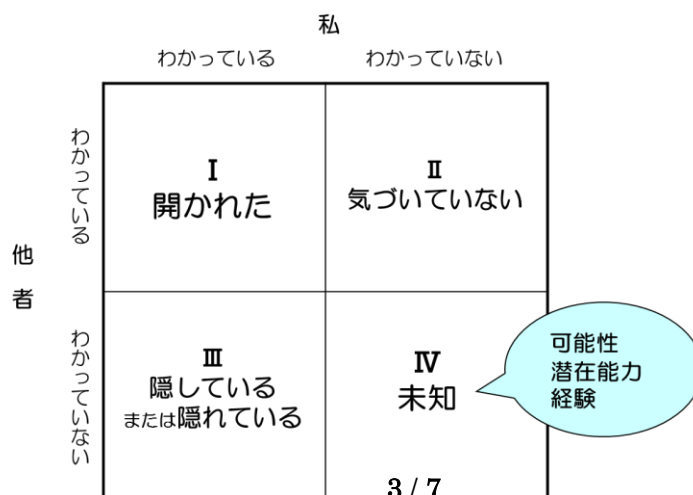 私
わかっている
わかっていない
他者
わかっている
Ⅰ
開かれた
Ⅱ
気づいていない
わかっていない
Ⅲ
隠している
または隠れている
Ⅳ
未知
可能性
潜在能力
経験
3 / 7